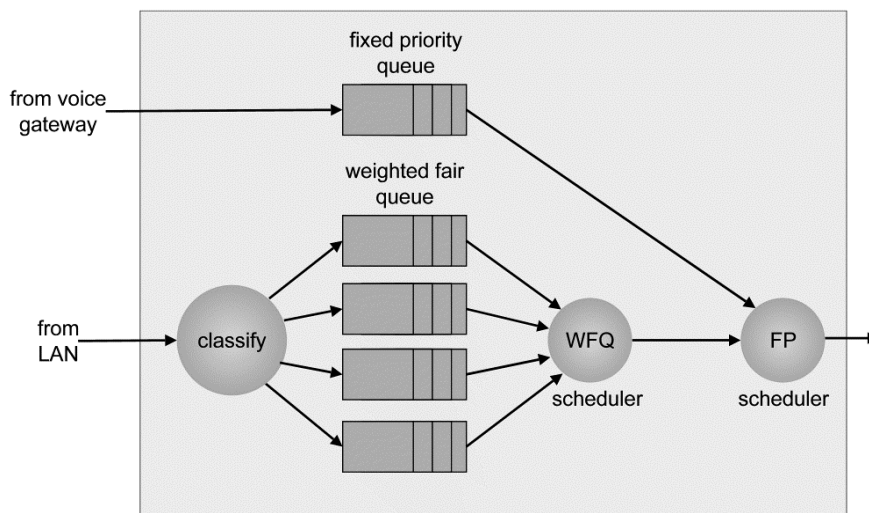 fixed priority
queue
from voice
gateway
weighted fair
queue
from
LAN
classify
WFQ
scheduler
FP
scheduler